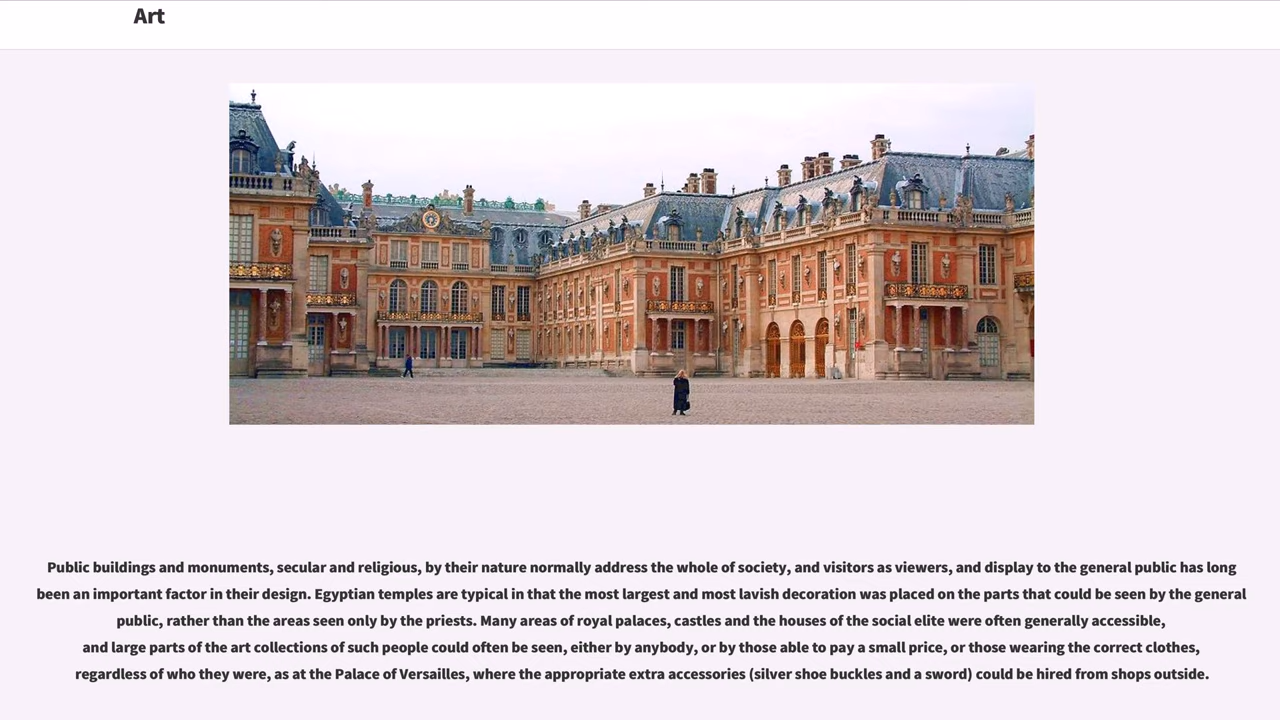 Art
Public buildings and monuments, secular and religious, by their nature normally address the whole of society, and visitors as viewers, and display to the general public has long
been an important factor in their design. Egyptian temples are typical in that the most largest and most lavish decoration was placed on the parts that could be seen by the general
public, rather than the areas seen only by the priests. Many areas of royal palaces, castles and the houses of the social elite were often generally accessible,
and large parts of the art collections of such people could often be seen, either by anybody, or by those able to pay a small price, or those wearing the correct clothes,
regardless of who they were, as at the Palace of Versailles, where the appropriate extra accessories (silver shoe buckles and a sword) could be hired from shops outside.